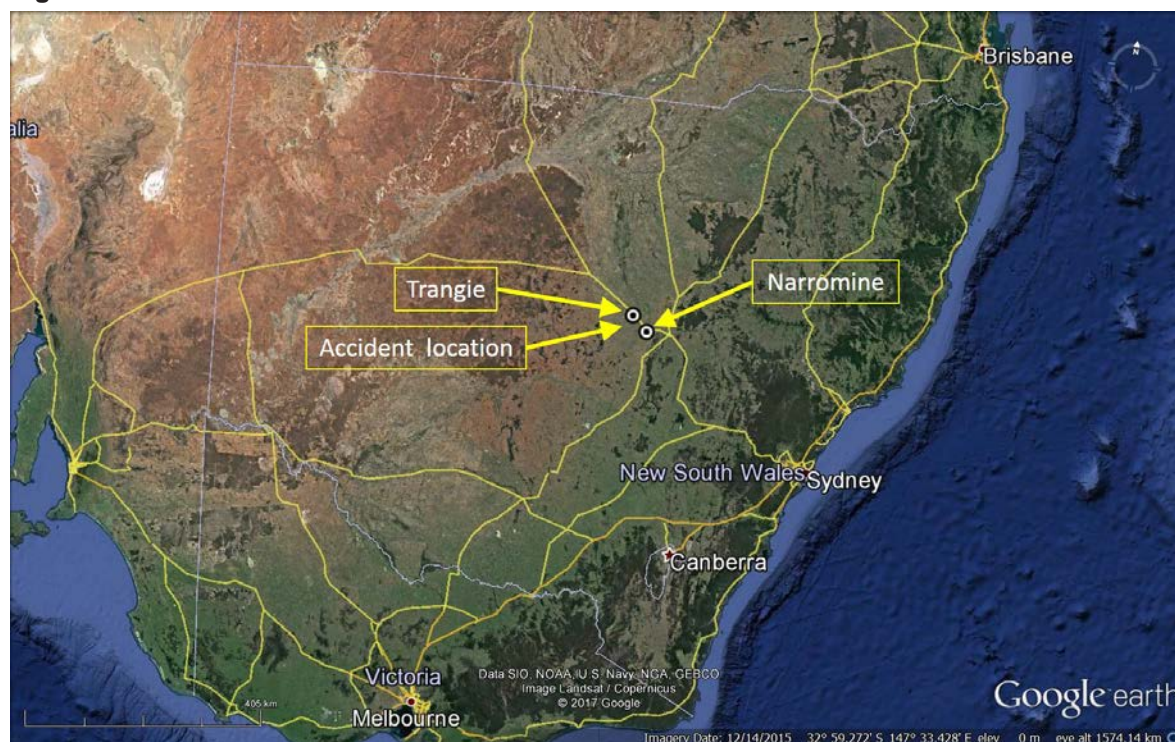 Brisbane
N
alia
Trangie
Narromine
Accident location
New South Wales
Sydney
Canberra
Victoria
Melbourne
Data SIO, NOAA, U.S. Navy, NGA, GEBCO
Image Landsat / Copernicus
© 2017 Google
405 km
Google earth
Imagery Date: 12/14/2015 32° 59.272' S 147° 33.428' E elev 0 m eye alt 1574.14 km